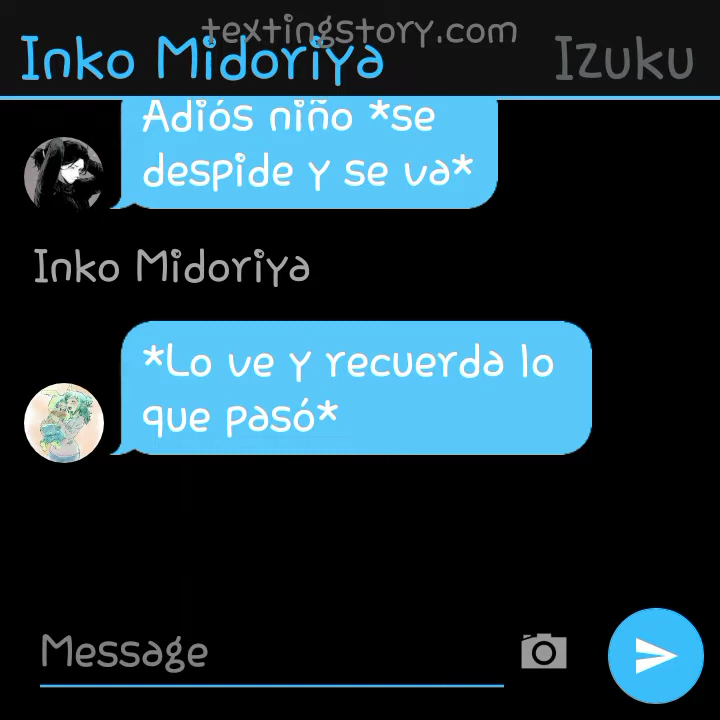 textingstory.com
Inko Midoriya
Izuku
Adiós niño *se
despide y se va*
Inko Midoriya
*Lo ve y recuerda lo
que pasó*
Message